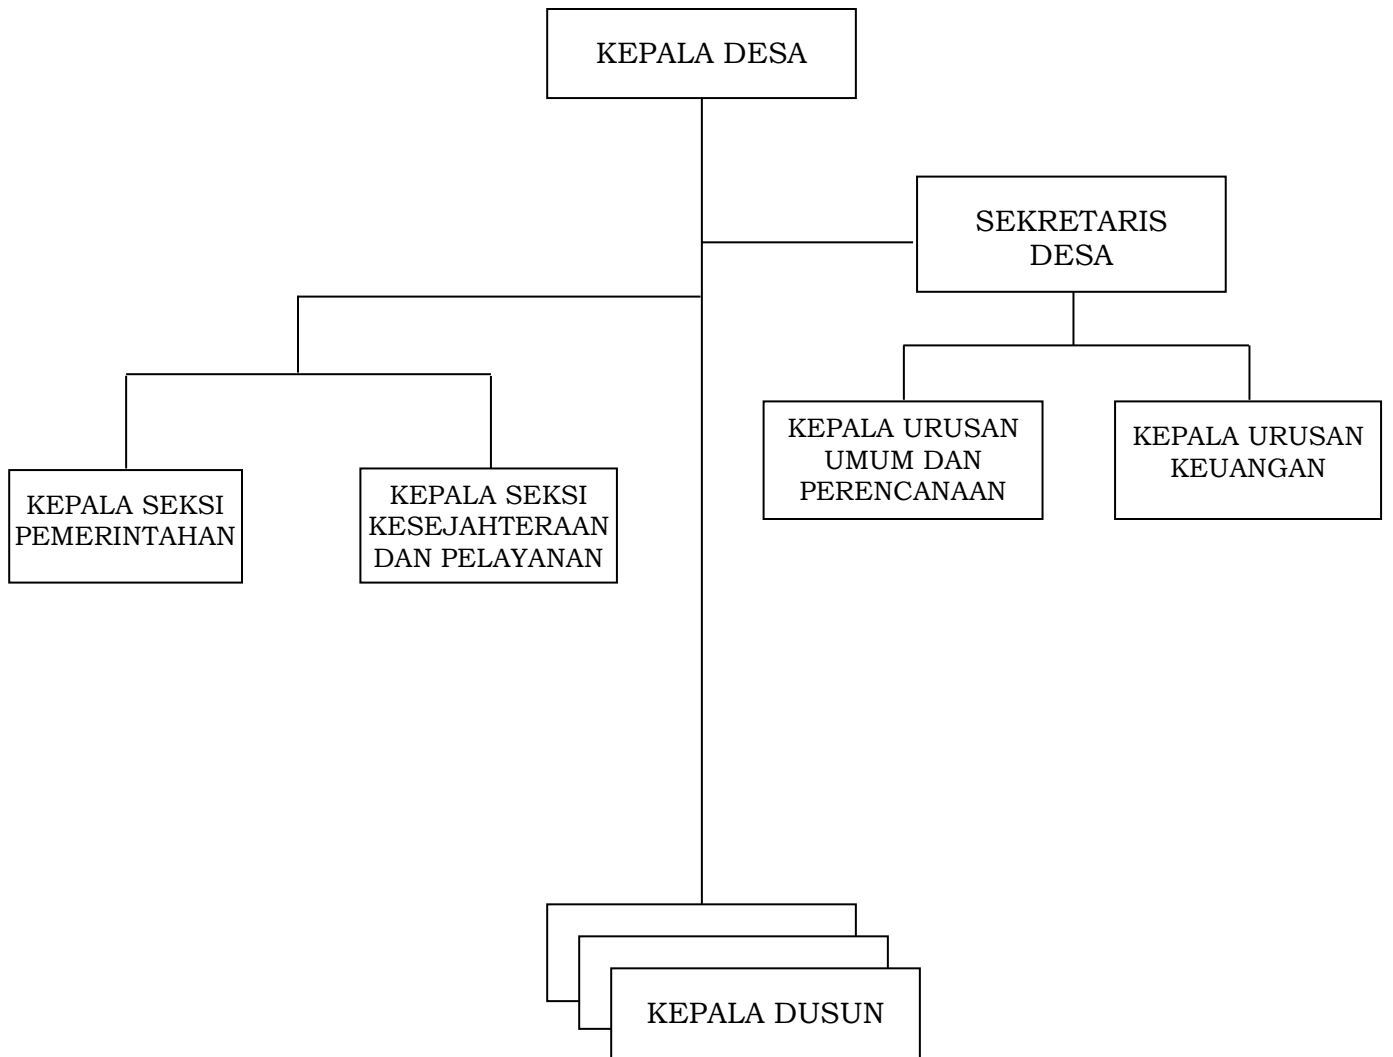 KEPALA DESA
SEKRETARIS
DESA
KEPALA URUSAN
UMUM DAN
PERENCANAAN
KEPALA URUSAN
KEUANGAN
KEPALA SEKSI
PEMERINTAHAN
KEPALA SEKSI
KESEJAHTERAAN
DAN PELAYANAN
KEPALA DUSUN